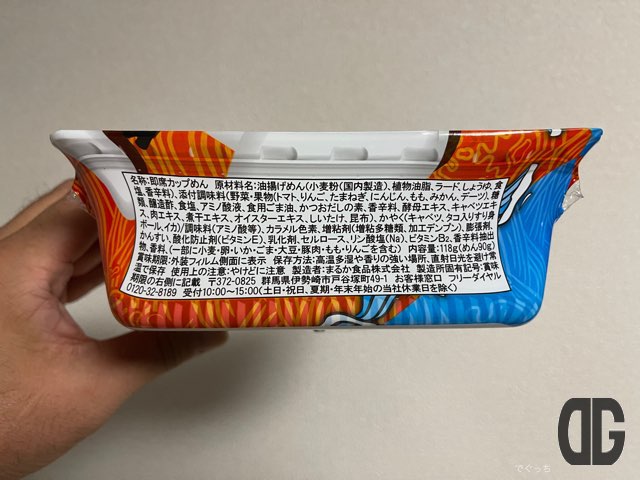 名称:即席カップめん 原材料名:油揚げめん(小麦粉(国内製造)、植物油脂、ラード、しょうゆ、食
塩、香辛料)、添付調味料(野菜・果物(トマト、りんご、たまねぎ、にんじん、もも、みかん、デーツ)、糖
類、醸造酢、食塩、アミノ酸液、食用ごま油、かつおだしの素、香辛料、酵母エキス、キャベツエキ
ス、肉エキス、煮干エキス、オイスターエキス、しいたけ、昆布)、かやく(キャベツ、タコ入りすり身
ボール、イカ)/調味料(アミノ酸等)、カラメル色素、増粘剤(増粘多糖類、加工デンプン)、膨張剤、
かんすい、酸化防止剤(ビタミンE)、乳化剤、セルロース、リン酸塩(Na)、ビタミンB2、香辛料抽出
物、香料、(一部に小麦・卵・いか・ごま・大豆・豚肉・もも・りんごを含む) 内容量:118g(めん90g)
賞味期限:外装フィルム側面に表示 保存方法:高温多湿や香りの強い場所、直射日光を避け常
温で保存 使用上の注意:やけどに注意 製造者:まるか食品株式会社 製造所固有記号:賞味
期限の右側に記載 〒372-0825 群馬県伊勢崎市戸谷塚町49-1 お客様窓口 フリーダイヤル
0120-32-8189 受付10:00〜15:00(土日・祝日、夏期・年末年始の当社休業日を除く)
DG
でぐっち